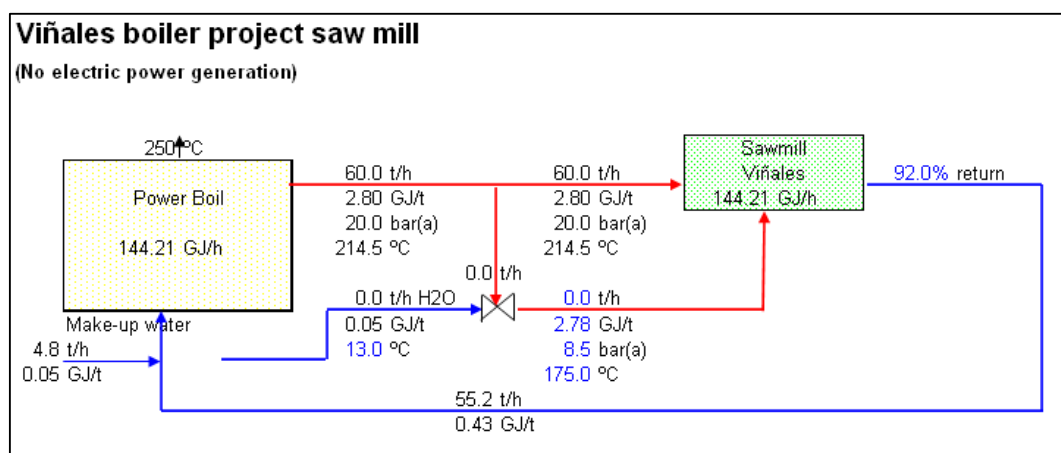 Viñales boiler project saw mill
(No electric power generation)
250 ºC
Power Boil
144.21 GJ/h
60.0 t/h
2.80 GJ/t
20.0 bar(a)
214.5 ºC
60.0 t/h
2.80 GJ/t
20.0 bar(a)
214.5 ºC
Sawmill
Viñales
144.21 GJ/h
92.0% return
0.0 t/h
0.0 t/h H2O
0.05 GJ/t
13.0 ºC
0.0 t/h
2.78 GJ/t
8.5 bar(a)
175.0 ºC
Make-up water
4.8 t/h
0.05 GJ/t
55.2 t/h
0.43 GJ/t